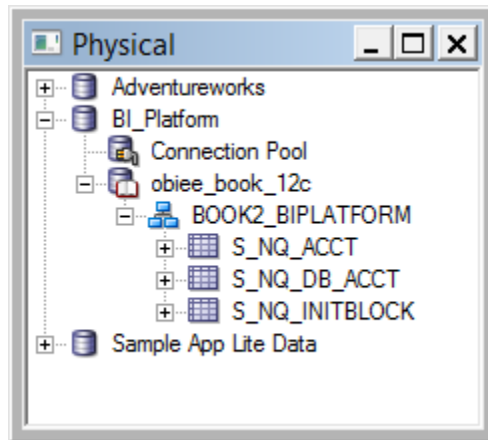 Physical
Adventureworks
BI_Platform
Connection Pool
obiee_book_12c
BOOK2_BIPLATFORM
S_NQ_ACCT
S_NQ_DB_ACCT
S_NQ_INITBLOCK
Sample App Lite Data